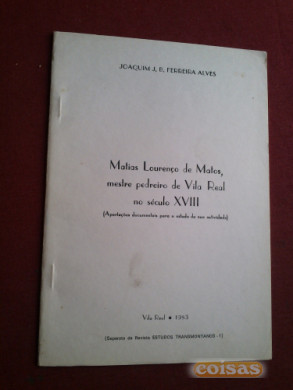 JOAQUIM J. B. FERREIRA ALVES
Matias Lourenço de Matos,
mestre pedreiro de Vila Real
no século XVIII
(Apostações documentais para o estudo da sua actividade)
Vila Real • 1983
(Separata da Revista ESTUDOS TRANSMONTANOS - 1)
coisas